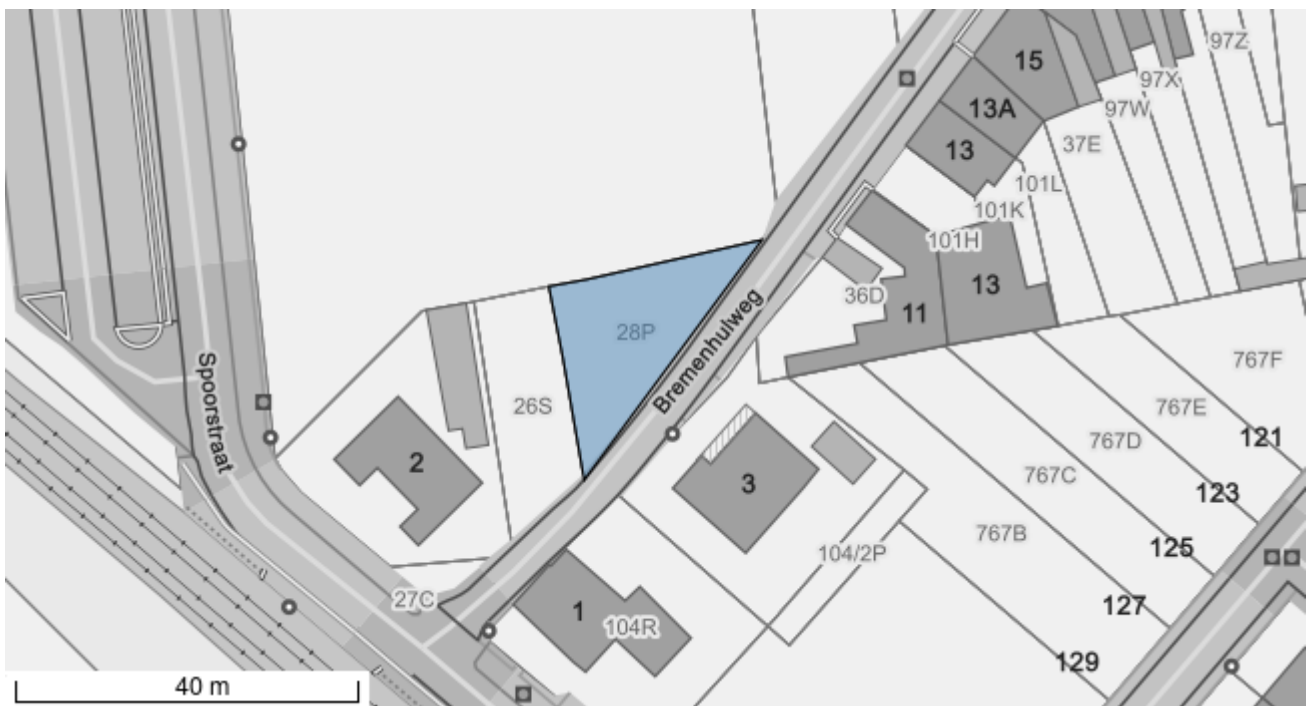 97Z
15
97X
13A
97W
37E
13
101L
101K
101H
36D
13
11
28P
Bremenhulweg
767F
Spoorstraat
26S
767E
767D
121
2
3
767C
123
767B
125
104/2P
27C
127
1
104R
129
40 m